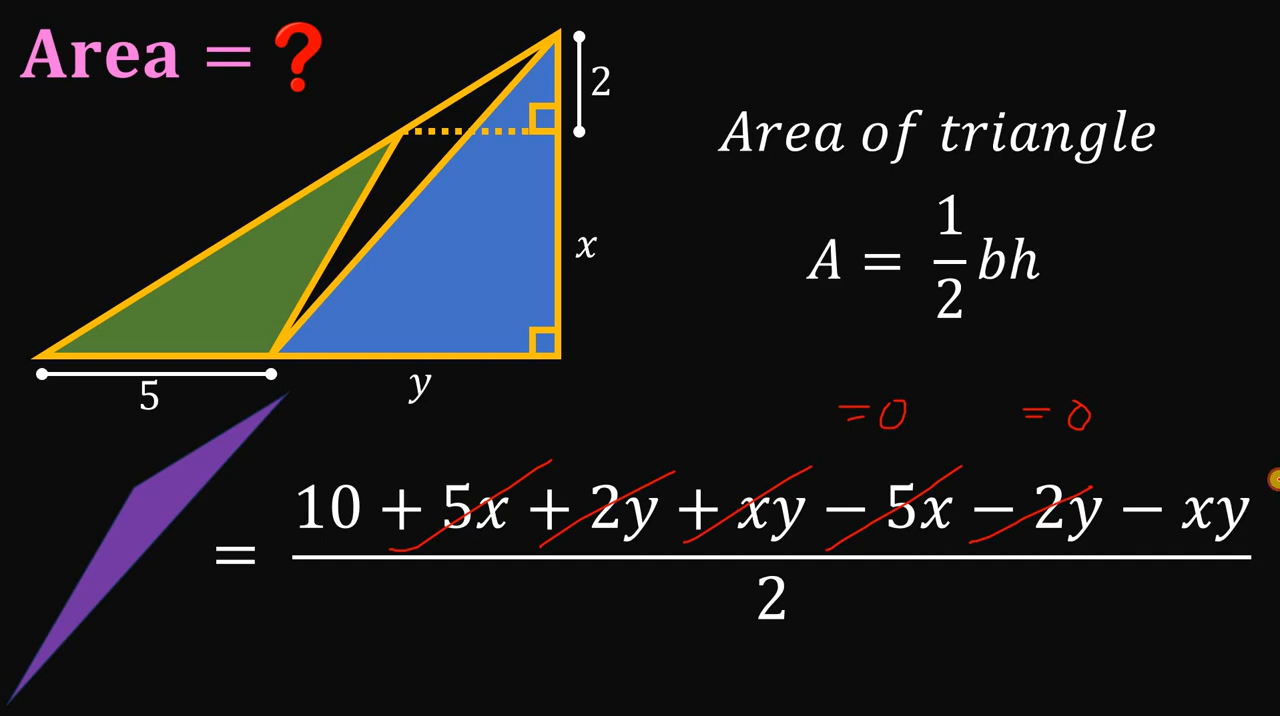 Area = ?
2
x
5
y
Area of triangle
A = 1/2 bh
= 0
= 0
= (10 + 5x + 2y + xy − 5x − 2y − xy)/2